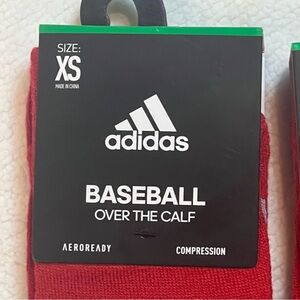 SIZE:
XS
MADE IN CHINA
adidas
BASEBALL
OVER THE CALF
AEROREADY
COMPRESSION